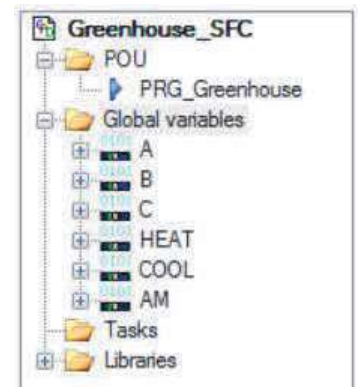 Greenhouse_SFC
POU
PRG_Greenhouse
Global variables
A
B
C
HEAT
COOL
AM
Tasks
Libraries